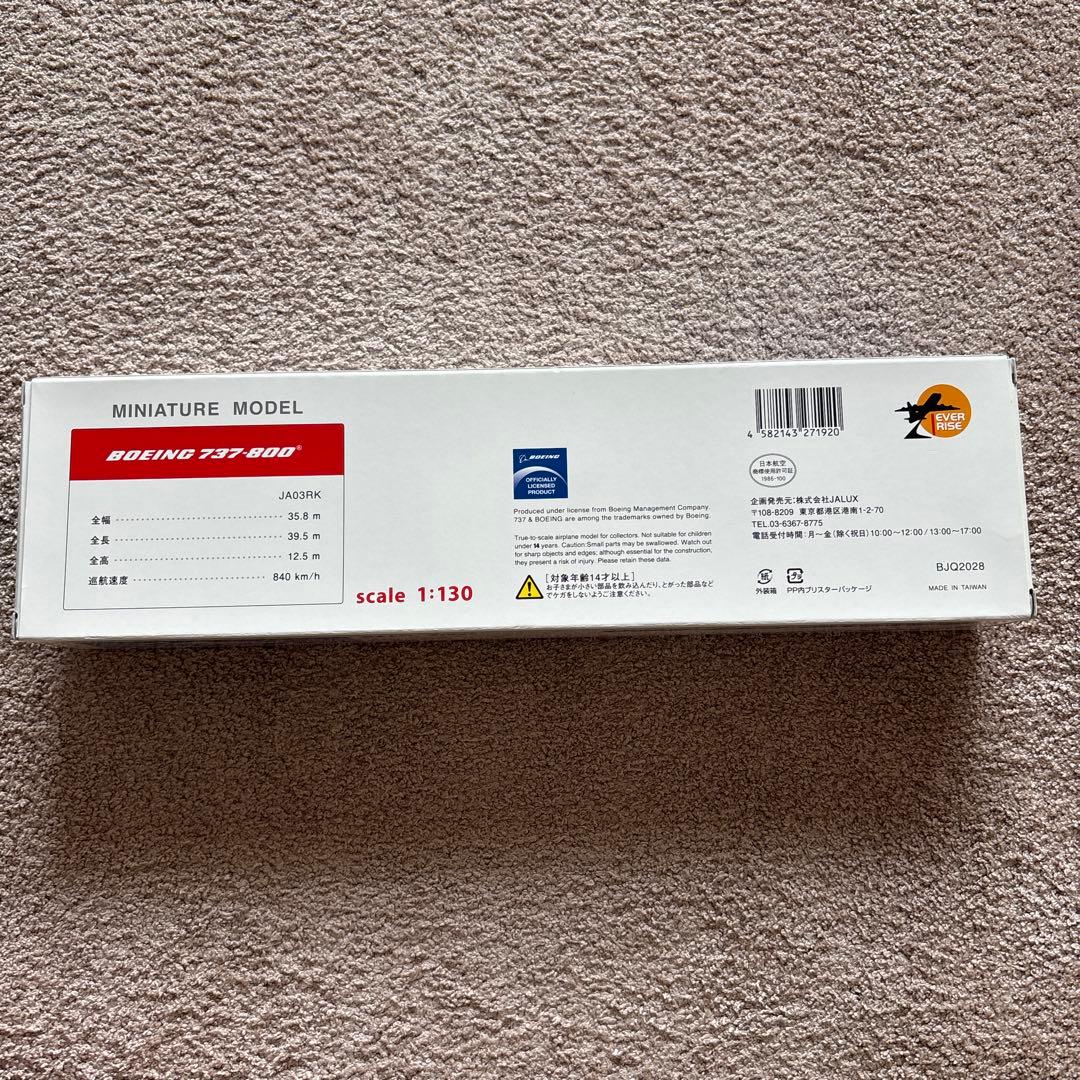 MINIATURE MODEL
BOEING 737-800®
JA03RK
全幅 35.8 m
全長 39.5 m
全高 12.5 m
巡航速度 840 km/h
scale 1:130
BOEING
OFFICIALLY
LICENSED
PRODUCT
Produced under license from Boeing Management Company.
737 & BOEING are among the trademarks owned by Boeing.
True-to-scale airplane model for collectors. Not suitable for children
under 14 years. Caution:Small parts may be swallowed. Watch out
for sharp objects and edges; although essential for the construction,
they present a risk of injury. Please retain these data.
[対象年齢14才以上]
お子さまが小さい部品を飲み込んだり、とがった部品など
でケガをしないようご注意ください。
4 582143 271920
日本航空
商標使用許可証
1986-100
企画発売元:株式会社JALUX
〒108-8209 東京都港区港南1-2-70
TEL.03-6367-8775
電話受付時間:月〜金(除く祝日)10:00〜12:00/13:00〜17:00
紙 プラ
外装箱 PP内ブリスターパッケージ
EVER
RISE
BJQ2028
MADE IN TAIWAN